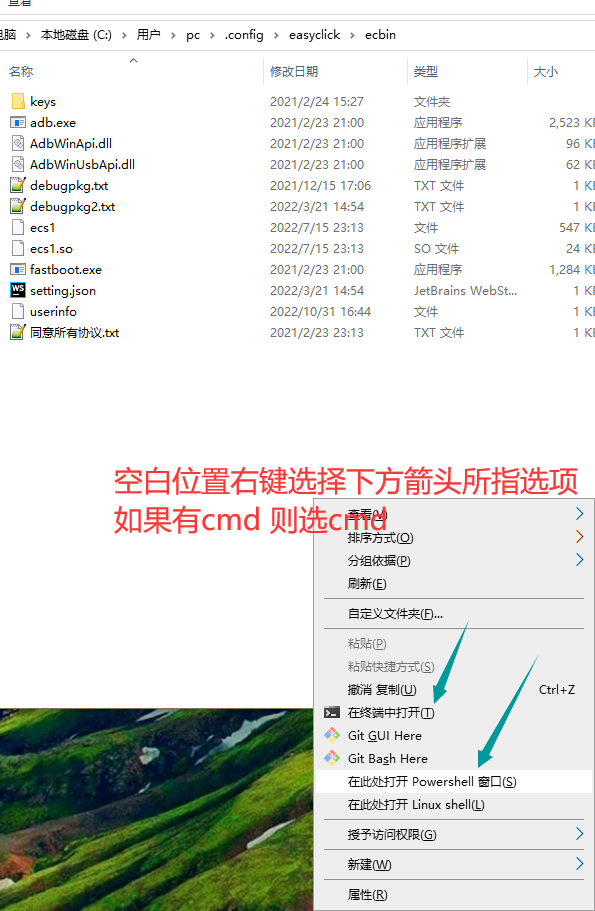 查看
电脑 › 本地磁盘 (C:) › 用户 › pc › .config › easyclick › ecbin
名称 修改日期 类型 大小
keys 2021/2/24 15:27 文件夹
adb.exe 2021/2/23 21:00 应用程序 2,523 KB
AdbWinApi.dll 2021/2/23 21:00 应用程序扩展 96 KB
AdbWinUsbApi.dll 2021/2/23 21:00 应用程序扩展 62 KB
debugpkg.txt 2021/12/15 17:06 TXT 文件 1 KB
debugpkg2.txt 2022/3/21 14:54 TXT 文件 1 KB
ecs1 2022/7/15 23:13 文件 547 KB
ecs1.so 2022/7/15 23:13 SO 文件 24 KB
fastboot.exe 2021/2/23 21:00 应用程序 1,284 KB
setting.json 2022/3/21 14:54 JetBrains WebSt... 1 KB
userinfo 2022/10/31 16:44 文件 1 KB
同意所有协议.txt 2021/2/23 23:13 TXT 文件 1 KB
空白位置右键选择下方箭头所指选项
如果有cmd 则选cmd
查看(V)
排序方式(O)
分组依据(P)
刷新(E)
自定义文件夹(F)...
粘贴(P)
粘贴快捷方式(S)
撤消 复制(U) Ctrl+Z
在终端中打开(T)
Git GUI Here
Git Bash Here
在此处打开 Powershell 窗口(S)
在此处打开 Linux shell(L)
授予访问权限(G)
新建(W)
属性(R)